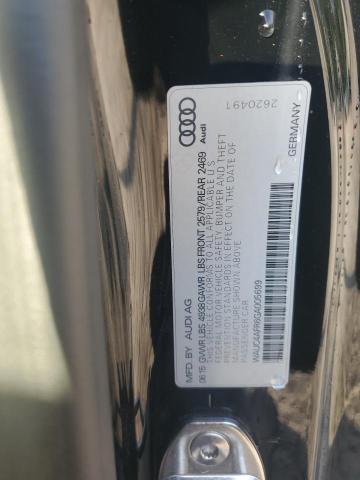 2620491
Audi
GERMANY
MFD. BY AUDI AG
06.15 GVWR LBS 4938 GAWR LBS FRONT 2579/REAR 2469
THIS VEHICLE CONFORMS TO ALL APPLICABLE U.S.
FEDERAL MOTOR VEHICLE SAFETY, BUMPER AND THEFT
PREVENTION STANDARDS IN EFFECT ON THE DATE OF
MANUFACTURE SHOWN ABOVE.
PASSENGER CAR
WAUC4AFR6GA005699